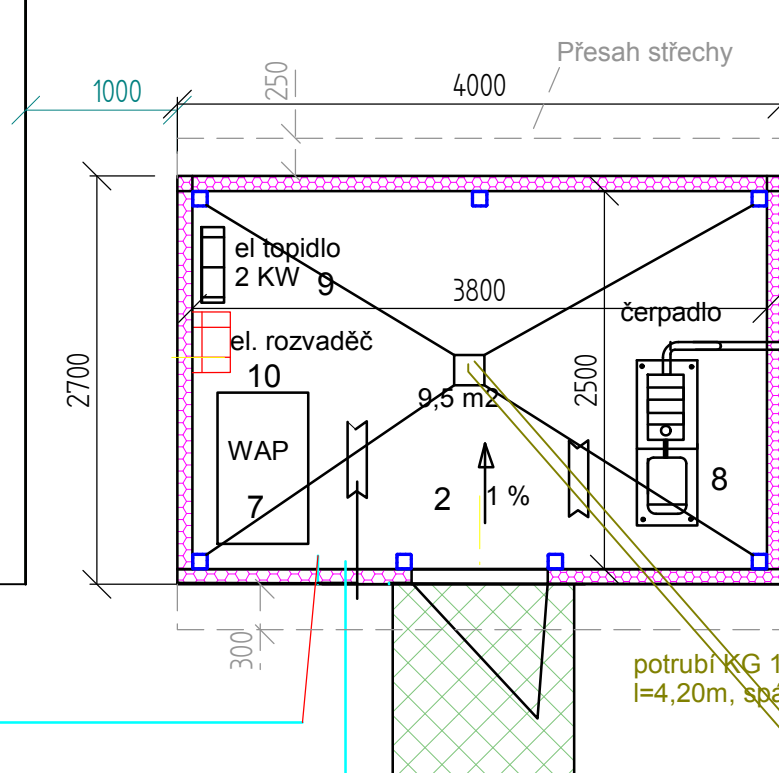 Přesah střechy
1000
250
4000
el topidlo
2 KW
9
3800
čerpadlo
el. rozvaděč
10
2700
2500
9,5 m2
WAP
7
2
1 %
8
300
potrubí KG 1
l=4,20m, spá